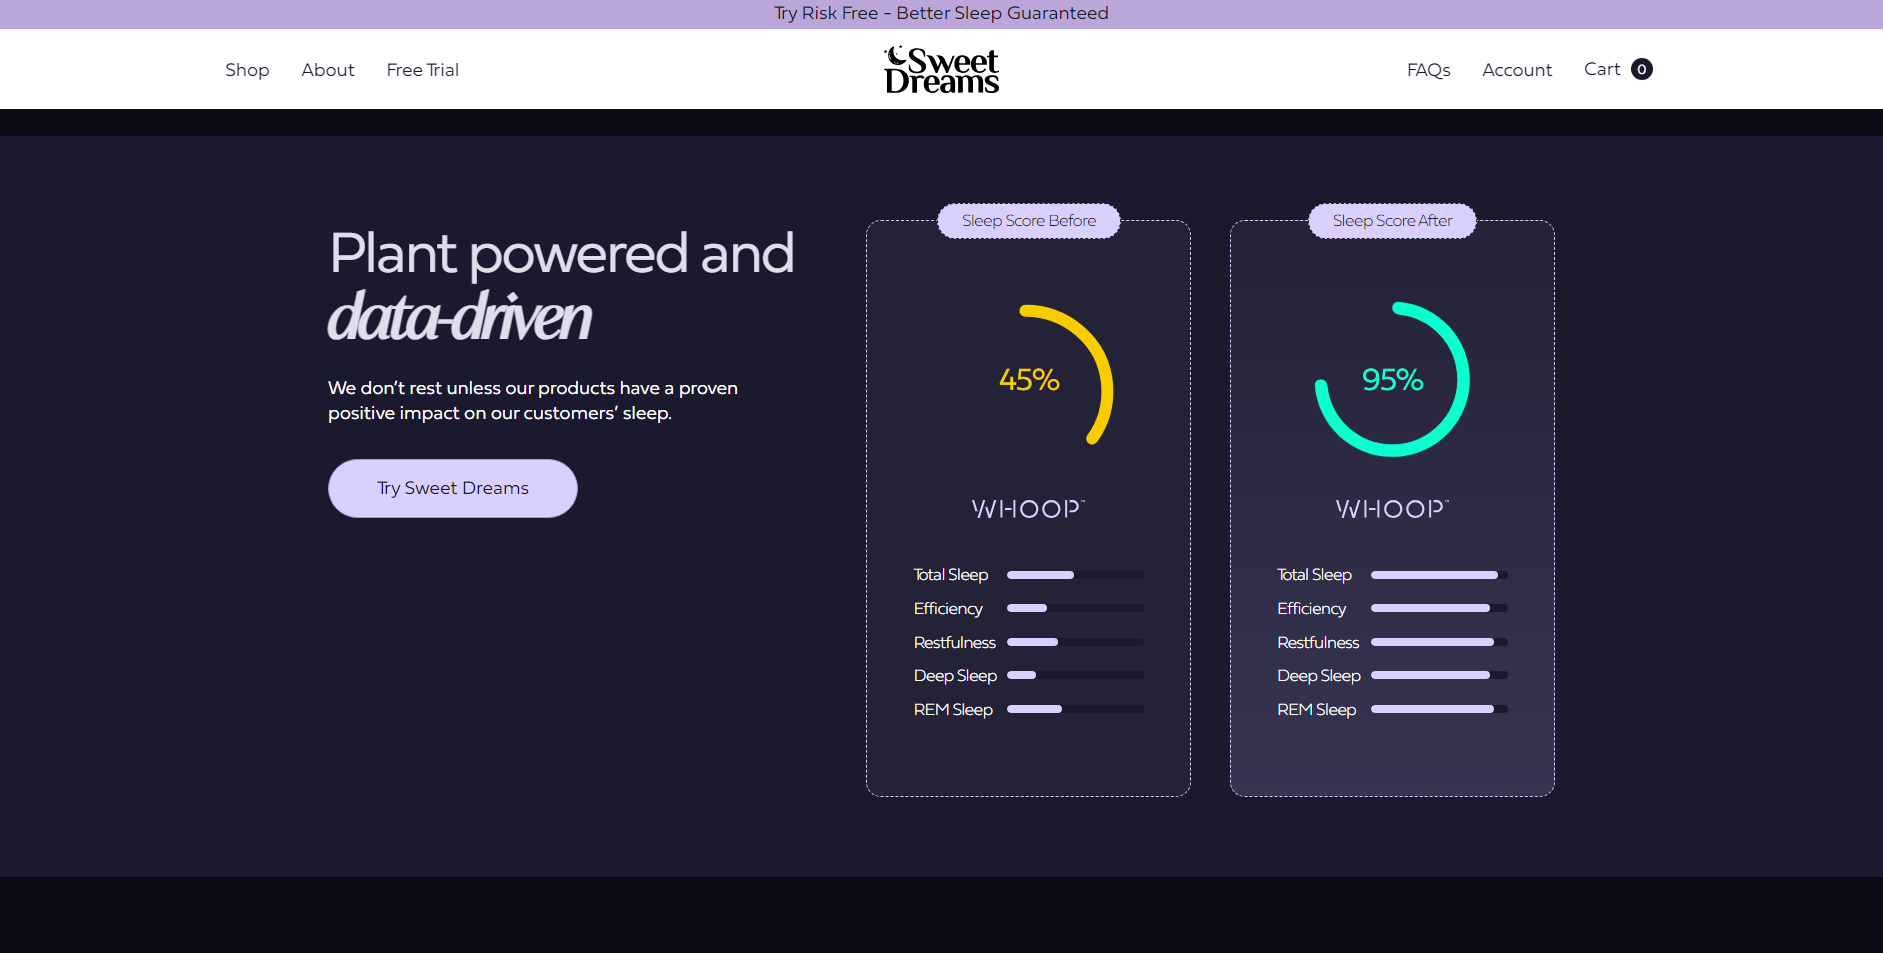 Try Risk Free - Better Sleep Guaranteed
Shop
About
Free Trial
Sweet
Dreams
FAQs
Account
Cart 0
Plant powered and
data-driven
We don’t rest unless our products have a proven
positive impact on our customers’ sleep.
Try Sweet Dreams
Sleep Score Before
45%
WHOOP™
Total Sleep
Efficiency
Restfulness
Deep Sleep
REM Sleep
Sleep Score After
95%
WHOOP™
Total Sleep
Efficiency
Restfulness
Deep Sleep
REM Sleep